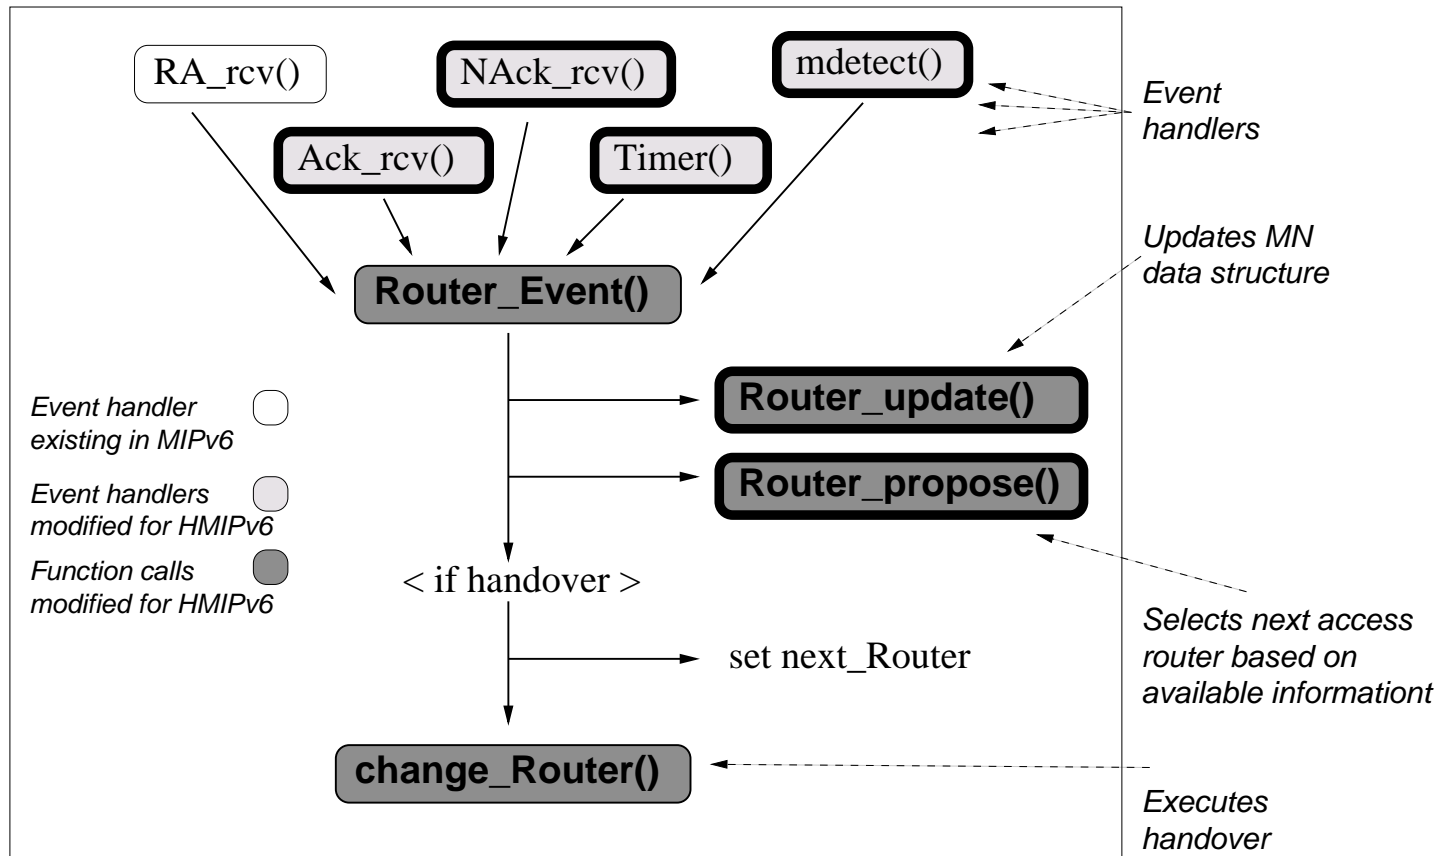 RA_rcv()
NAck_rcv()
mdetect()
Ack_rcv()
Timer()
Event
handlers
Router_Event()
Updates MN
data structure
Router_update()
Router_propose()
Event handler
existing in MIPv6
Event handlers
modified for HMIPv6
Function calls
modified for HMIPv6
< if handover >
set next_Router
Selects next access
router based on
available informationt
change_Router()
Executes
handover